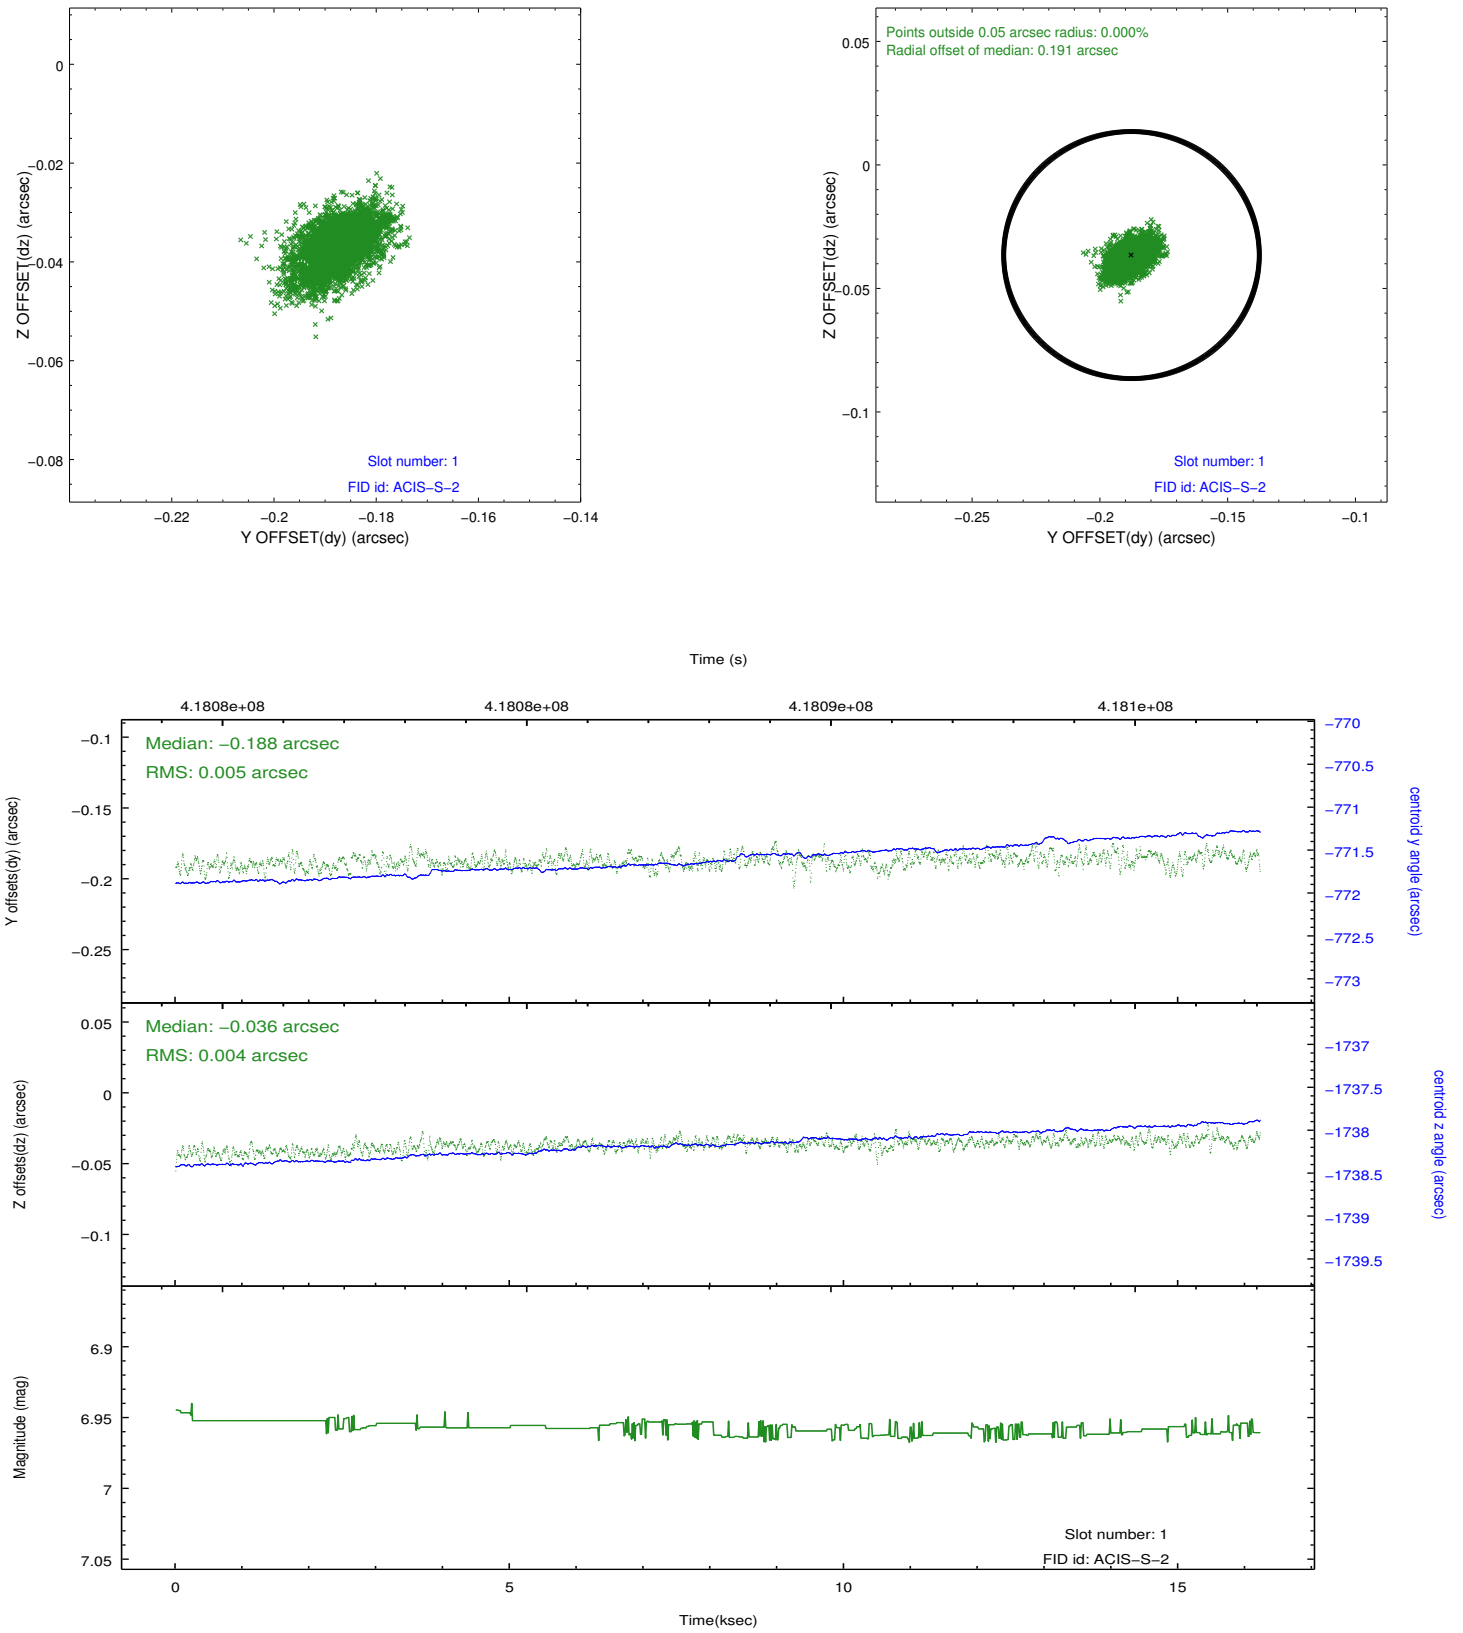 0
−0.02
−0.04
−0.06
−0.08
Z OFFSET(dz) (arcsec)
Slot number: 1
FID id: ACIS−S−2
−0.22
−0.2
−0.18
−0.16
−0.14
Y OFFSET(dy) (arcsec)
Points outside 0.05 arcsec radius: 0.000%
Radial offset of median: 0.191 arcsec
0.05
0
−0.05
−0.1
Z OFFSET(dz) (arcsec)
Slot number: 1
FID id: ACIS−S−2
−0.25
−0.2
−0.15
−0.1
Y OFFSET(dy) (arcsec)
Time (s)
4.1808e+08
4.1808e+08
4.1809e+08
4.181e+08
Median: −0.188 arcsec
RMS: 0.005 arcsec
−0.1
−0.15
−0.2
−0.25
Y offsets(dy) (arcsec)
−770
−770.5
−771
−771.5
−772
−772.5
−773
centroid y angle (arcsec)
Median: −0.036 arcsec
RMS: 0.004 arcsec
0.05
0
−0.05
−0.1
Z offsets(dz) (arcsec)
−1737
−1737.5
−1738
−1738.5
−1739
−1739.5
centroid z angle (arcsec)
6.9
6.95
7
7.05
Magnitude (mag)
Slot number: 1
FID id: ACIS−S−2
0
5
10
15
Time(ksec)